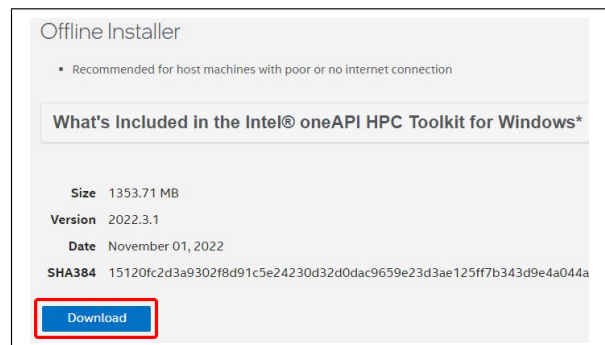 Offline Installer
• Recommended for host machines with poor or no internet connection
What's Included in the Intel® oneAPI HPC Toolkit for Windows*
Size 1353.71 MB
Version 2022.3.1
Date November 01, 2022
SHA384 15120fc2d3a9302f8d91c5e24230d32d0dac9659e23d3ae125ff7b343d9e4a044a
Download